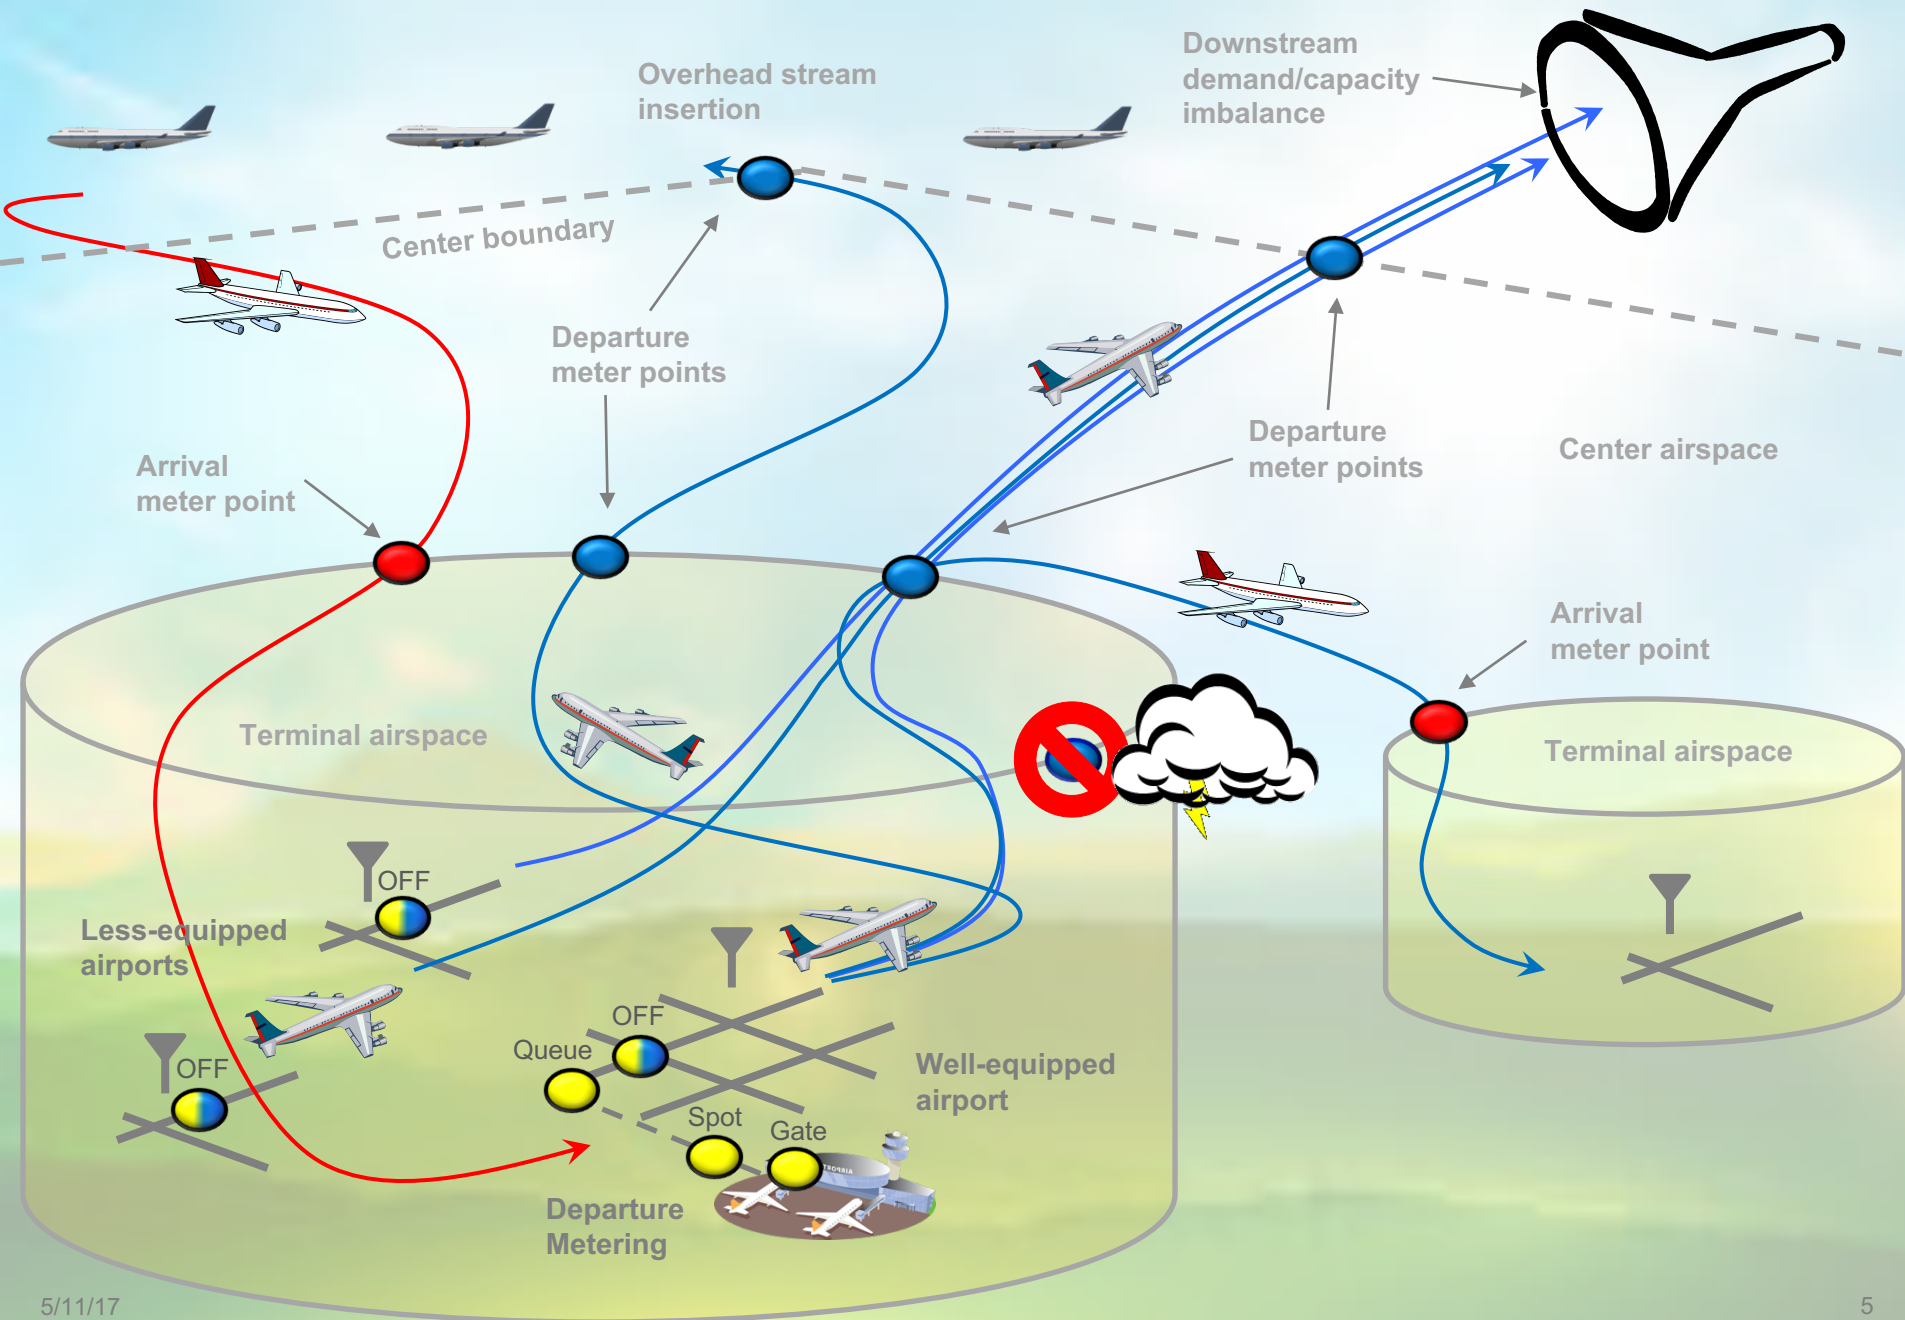 Downstream
demand/capacity
imbalance
Overhead stream
insertion
Center boundary
Departure
meter points
Departure
meter points
Center airspace
Arrival
meter point
Arrival
meter point
Terminal airspace
Terminal airspace
OFF
Less-equipped
airports
OFF
OFF
Queue
Well-equipped
airport
Spot
Gate
AIRPORT
Departure
Metering
5/11/17
5